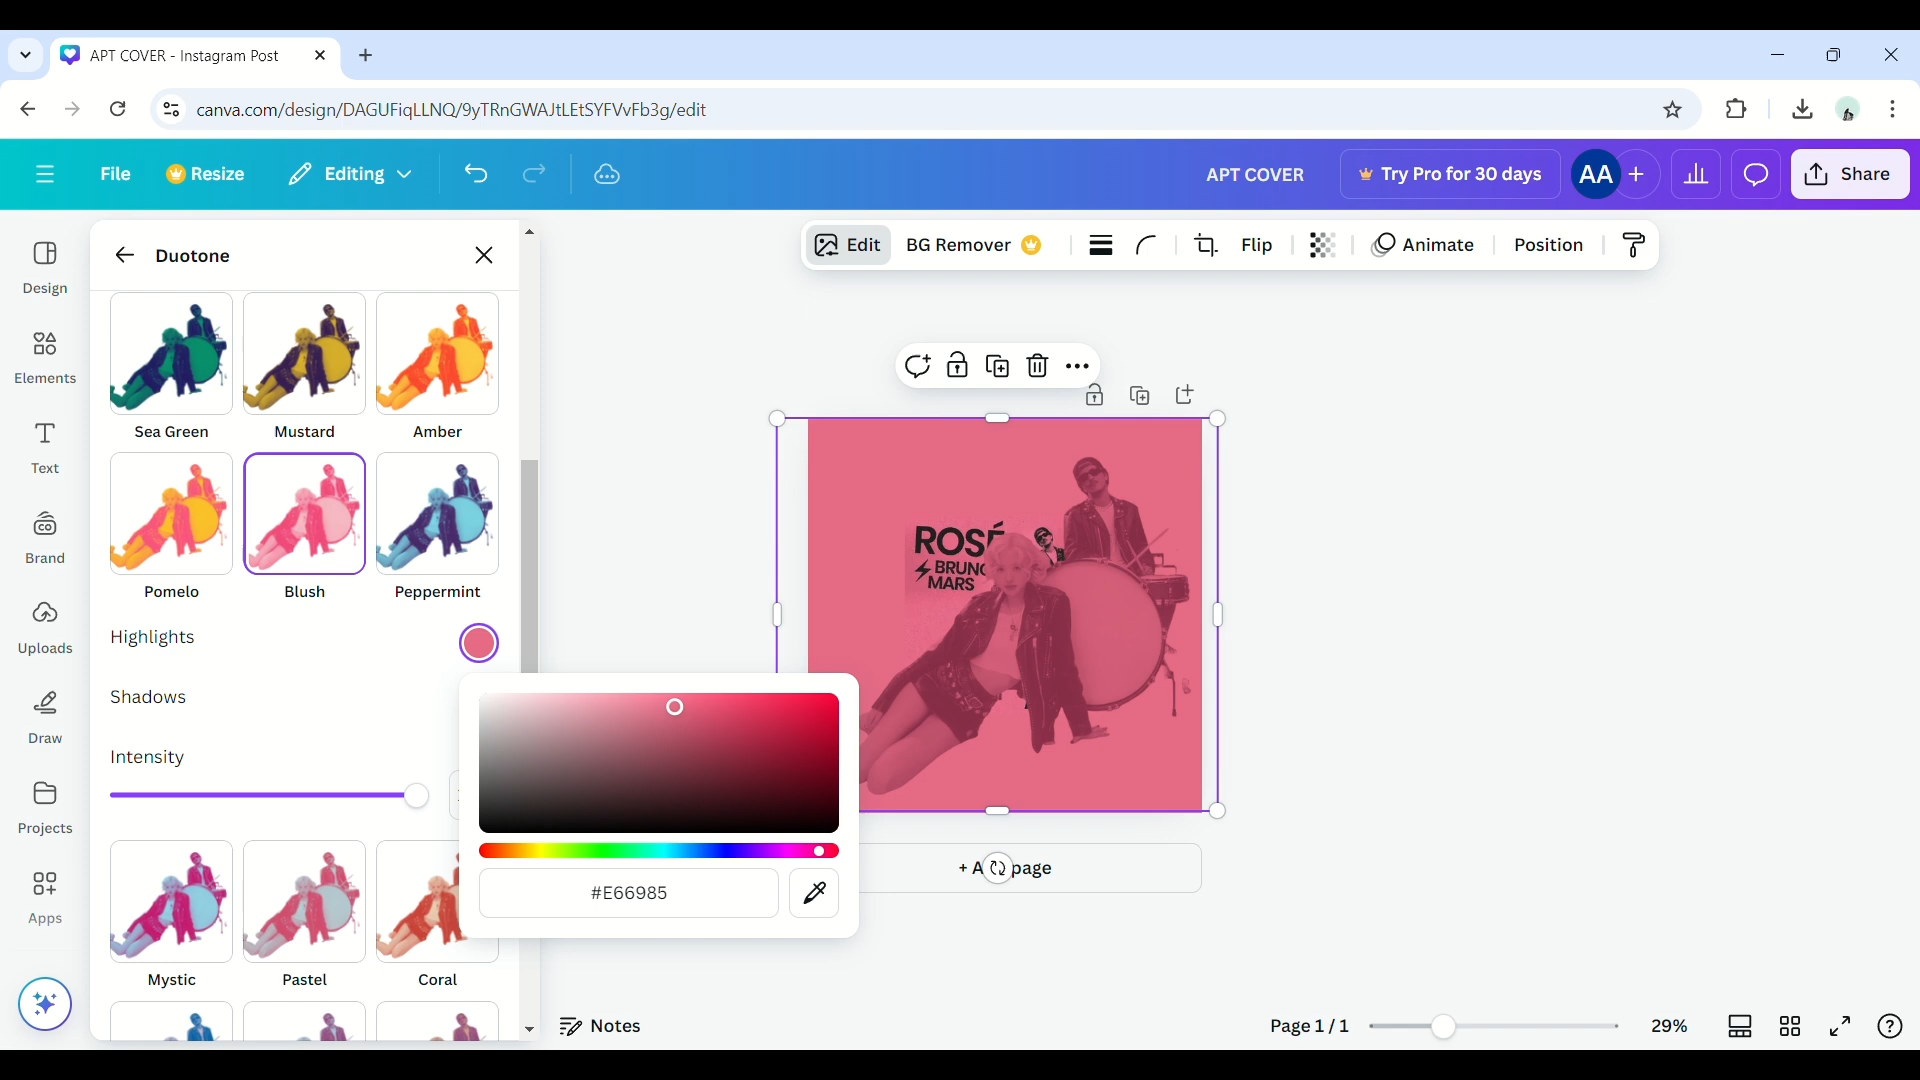 APT COVER - Instagram Post
canva.com/design/DAGUFiqLLNQ/9yTRnGWAJtLEtSYFVvFb3g/edit
File
Resize
Editing
APT COVER
Try Pro for 30 days
AA
Share
Design
Elements
Text
Brand
Uploads
Draw
Projects
Apps
Duotone
Sea Green
Mustard
Amber
Pomelo
Blush
Peppermint
Highlights
Shadows
Intensity
Mystic
Pastel
Coral
#E66985
Edit
BG Remover
Flip
Animate
Position
ROSÉ
BRUNO
MARS
page
Notes
Page 1 / 1
29%